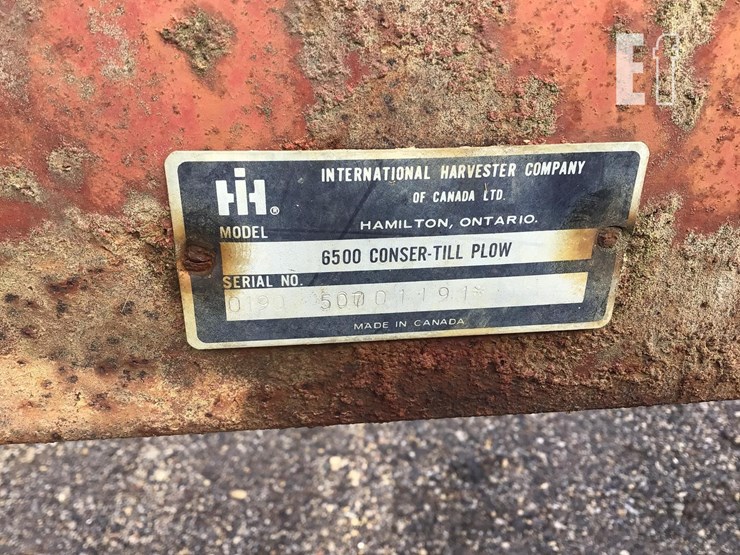 E1
IH®
INTERNATIONAL HARVESTER COMPANY
OF CANADA LTD.
HAMILTON, ONTARIO.
MODEL
6500 CONSER-TILL PLOW
SERIAL NO.
MADE IN CANADA